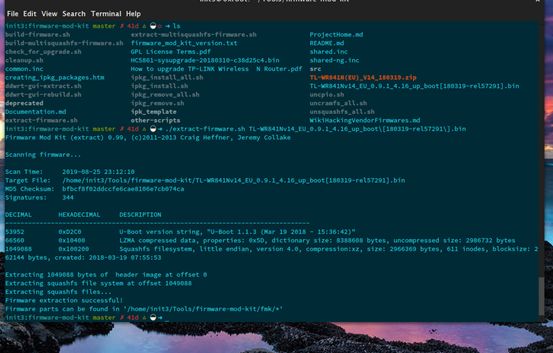 File Edit View Search Terminal Help
init3:firmware-mod-kit master ✗ 41d △ ➜ ls
build-firmware.sh extract-multisquashfs-firmware.sh ProjectHome.md
build-multisquashfs-firmware.sh firmware_mod_kit_version.txt README.md
check_for_upgrade.sh GPL License Terms.pdf shared.inc
cleanup.sh HC5861-sysupgrade-20180310-c38d25c4.bin shared-ng.inc
common.inc How to upgrade TP-LINK Wireless N Router.pdf src
creating_ipkg_packages.htm ipkg_install_all.sh TL-WR841N(EU)_V14_180319.zip
ddwrt-gui-extract.sh ipkg_install.sh TL-WR841Nv14_EU_0.9.1_4.16_up_boot[180319-rel57291].bin
ddwrt-gui-rebuild.sh ipkg_remove_all.sh uncpio.sh
deprecated ipkg_remove.sh uncramfs_all.sh
Documentation.md ipk_template unsquashfs_all.sh
extract-firmware.sh other-scripts WikiHackingVendorFirmwares.md
init3:firmware-mod-kit master ✗ 41d △ ➜ ./extract-firmware.sh TL-WR841Nv14_EU_0.9.1_4.16_up_boot\[180319-rel57291\].bin
Firmware Mod Kit (extract) 0.99, (c)2011-2013 Craig Heffner, Jeremy Collake
Scanning firmware...
Scan Time: 2019-08-25 23:12:10
Target File: /home/init3/Tools/firmware-mod-kit/TL-WR841Nv14_EU_0.9.1_4.16_up_boot[180319-rel57291].bin
MD5 Checksum: bfbcf8f02ddccfe6cae8106e7cb074ca
Signatures: 344
DECIMAL HEXADECIMAL DESCRIPTION
--------------------------------------------------------------------------------
53952 0xD2C0 U-Boot version string, "U-Boot 1.1.3 (Mar 19 2018 - 15:36:42)"
66560 0x10400 LZMA compressed data, properties: 0x5D, dictionary size: 8388608 bytes, uncompressed size: 2986732 bytes
1049088 0x100200 Squashfs filesystem, little endian, version 4.0, compression:xz, size: 2966369 bytes, 611 inodes, blocksize: 2
62144 bytes, created: 2018-03-19 07:55:53
Extracting 1049088 bytes of header image at offset 0
Extracting squashfs file system at offset 1049088
Extracting squashfs files...
Firmware extraction successful!
Firmware parts can be found in '/home/init3/Tools/firmware-mod-kit/fmk/*'
init3:firmware-mod-kit master ✗ 41d △ ➜